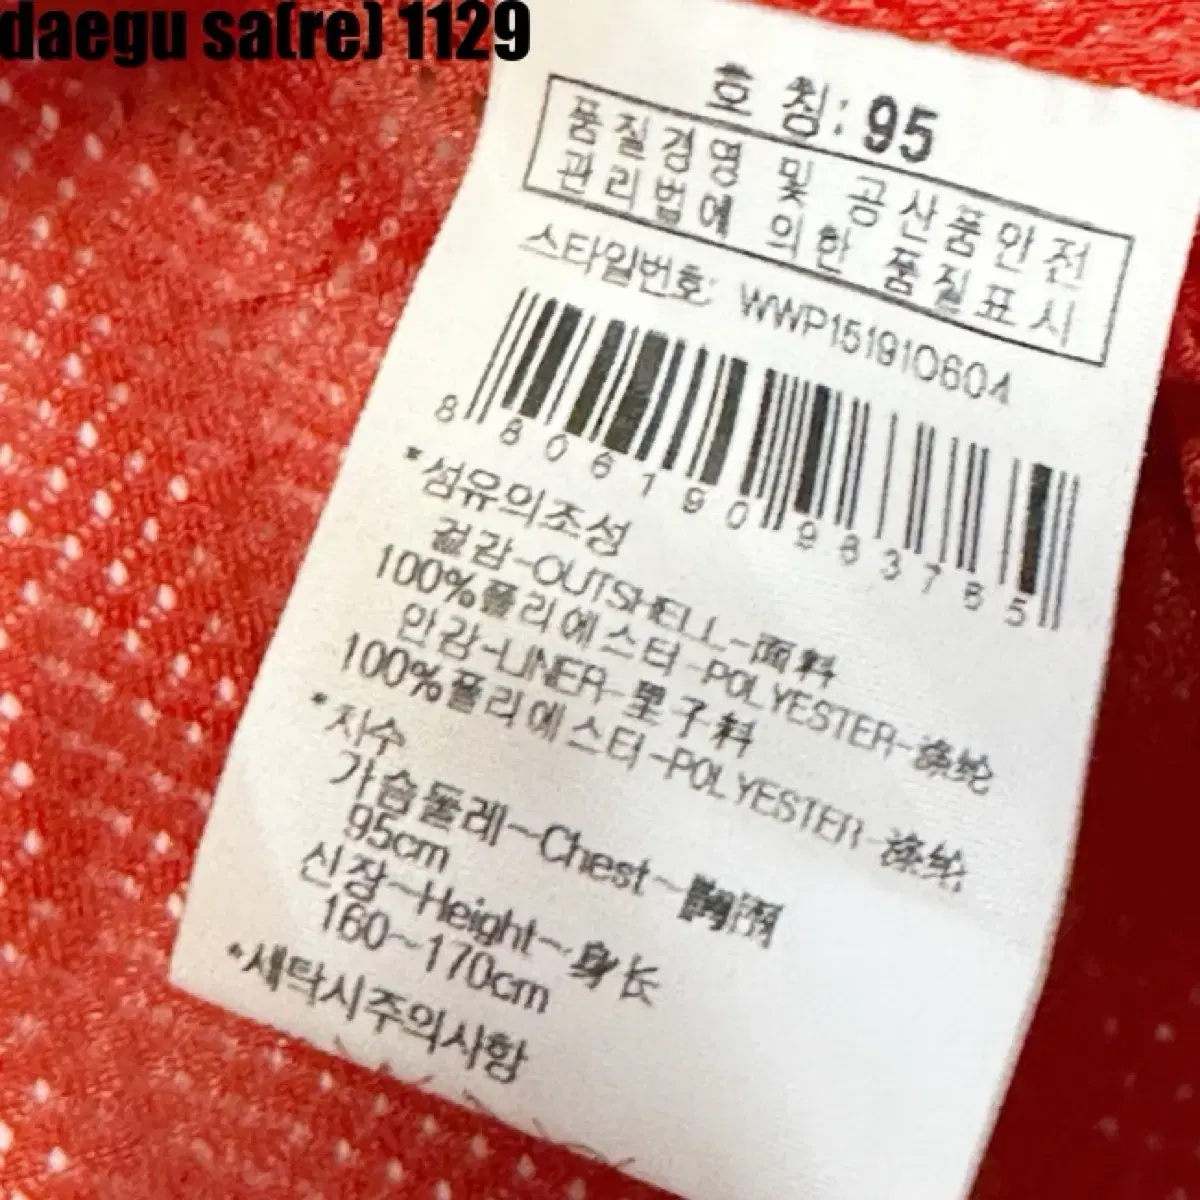 daegu sa(re) 1129
호 칭: 95
품질경영 및 공산품안전
관리법에 의한 품질표시
스타일번호: WWP151910604
8 806190 983765
*섬유의조성
겉감-OUTSHELL-面料
100%폴리에스터-POLYESTER-涤纶
안감-LINER-里子料
100%폴리에스터-POLYESTER-涤纶
*치수
가슴둘레~Chest~胸围
95cm
신장~Height~身长
160~170cm
*세탁시주의사항